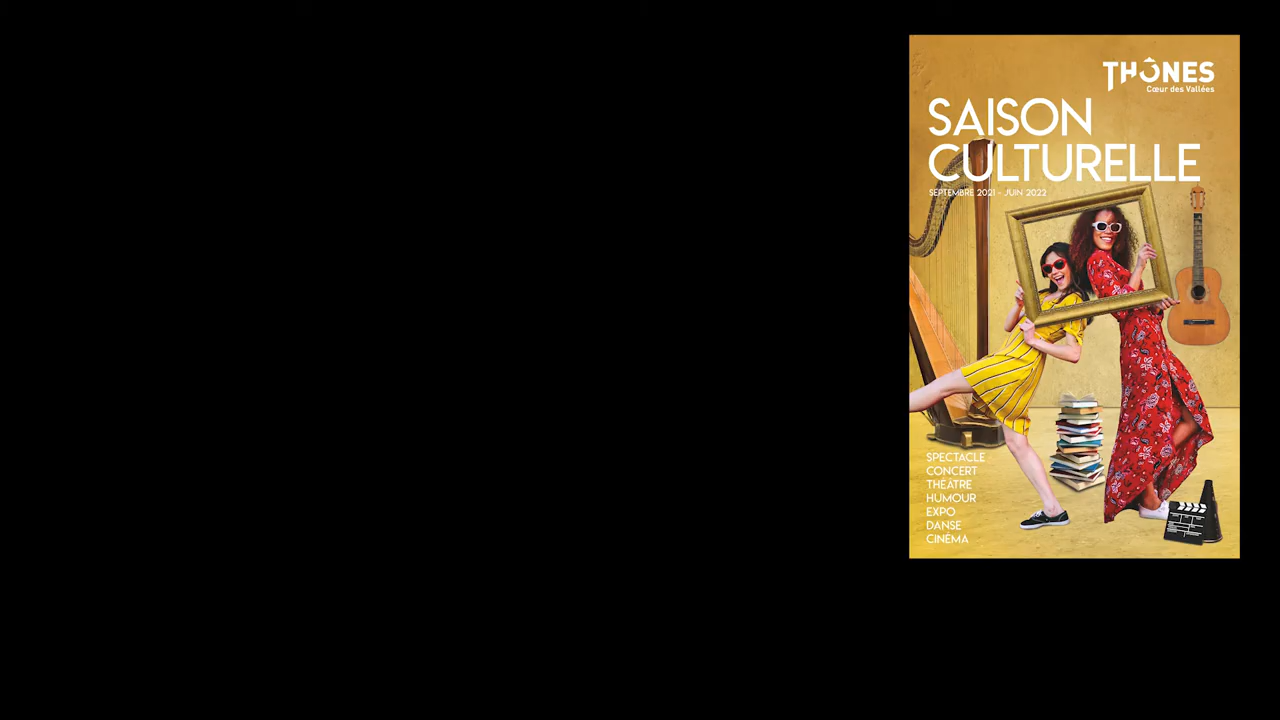 THÔNES
Cœur des Vallées
SAISON
CULTURELLE
SEPTEMBRE 2021 - JUIN 2022
SPECTACLE
CONCERT
THÉÂTRE
HUMOUR
EXPO
DANSE
CINÉMA